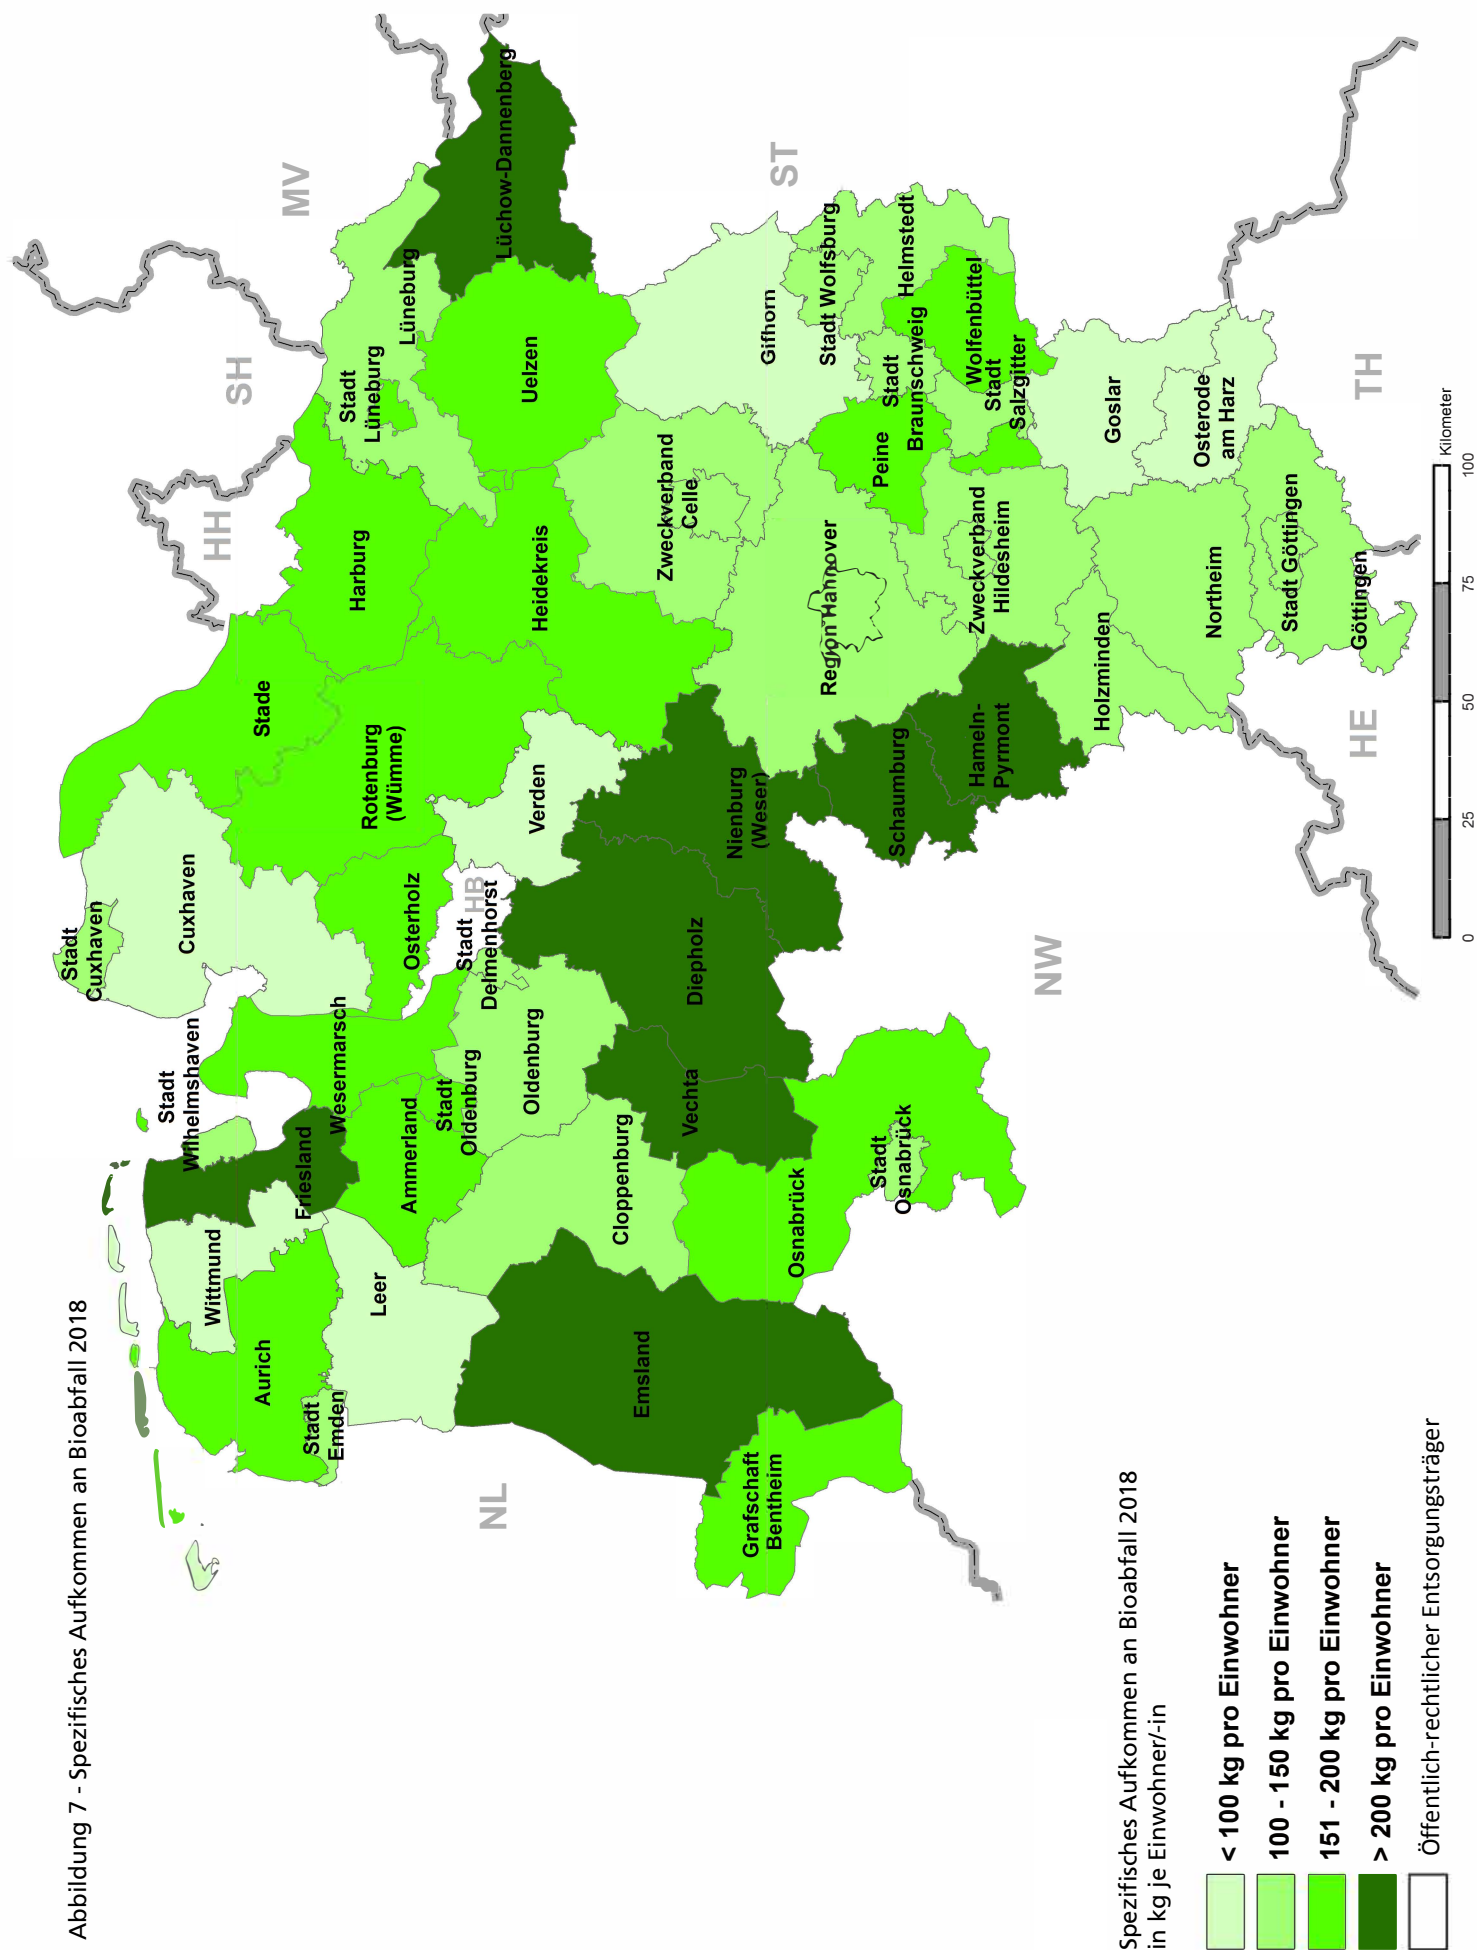 Abbildung 7 - Spezifisches Aufkommen an Bioabfall 2018
SH
MV
HH
HB
ST
NL
NW
HE
TH
Stadt
Cuxhaven
Cuxhaven
Stade
Stadt
Wilhelmshaven
Wittmund
Friesland
Wesermarsch
Aurich
Stadt
Emden
Leer
Ammerland
Stadt
Oldenburg
Oldenburg
Stadt
Delmenhorst
Osterholz
Rotenburg
(Wümme)
Harburg
Stadt
Lüneburg
Lüneburg
Lüchow-Dannenberg
Uelzen
Heidekreis
Verden
Cloppenburg
Emsland
Vechta
Diepholz
Nienburg
(Weser)
Zweckverband
Celle
Gifhorn
Grafschaft
Bentheim
Osnabrück
Stadt
Osnabrück
Region Hannover
Schaumburg
Hameln-
Pyrmont
Peine
Stadt
Braunschweig
Stadt Wolfsburg
Helmstedt
Wolfenbüttel
Stadt
Salzgitter
Zweckverband
Hildesheim
Holzminden
Northeim
Goslar
Osterode
am Harz
Stadt Göttingen
Göttingen
Spezifisches Aufkommen an Bioabfall 2018
in kg je Einwohner/-in
< 100 kg pro Einwohner
100 - 150 kg pro Einwohner
151 - 200 kg pro Einwohner
> 200 kg pro Einwohner
Öffentlich-rechtlicher Entsorgungsträger
0 25 50 75 100
Kilometer